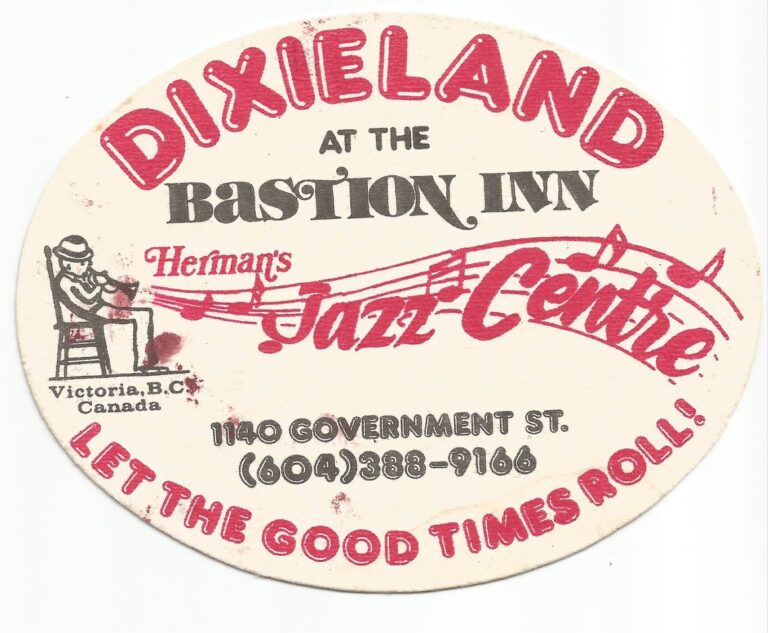 DIXIELAND
AT THE
BASTION INN
Herman's
Jazz Centre
Victoria, B.C.
Canada
1140 GOVERNMENT ST.
(604)388-9166
LET THE GOOD TIMES ROLL!